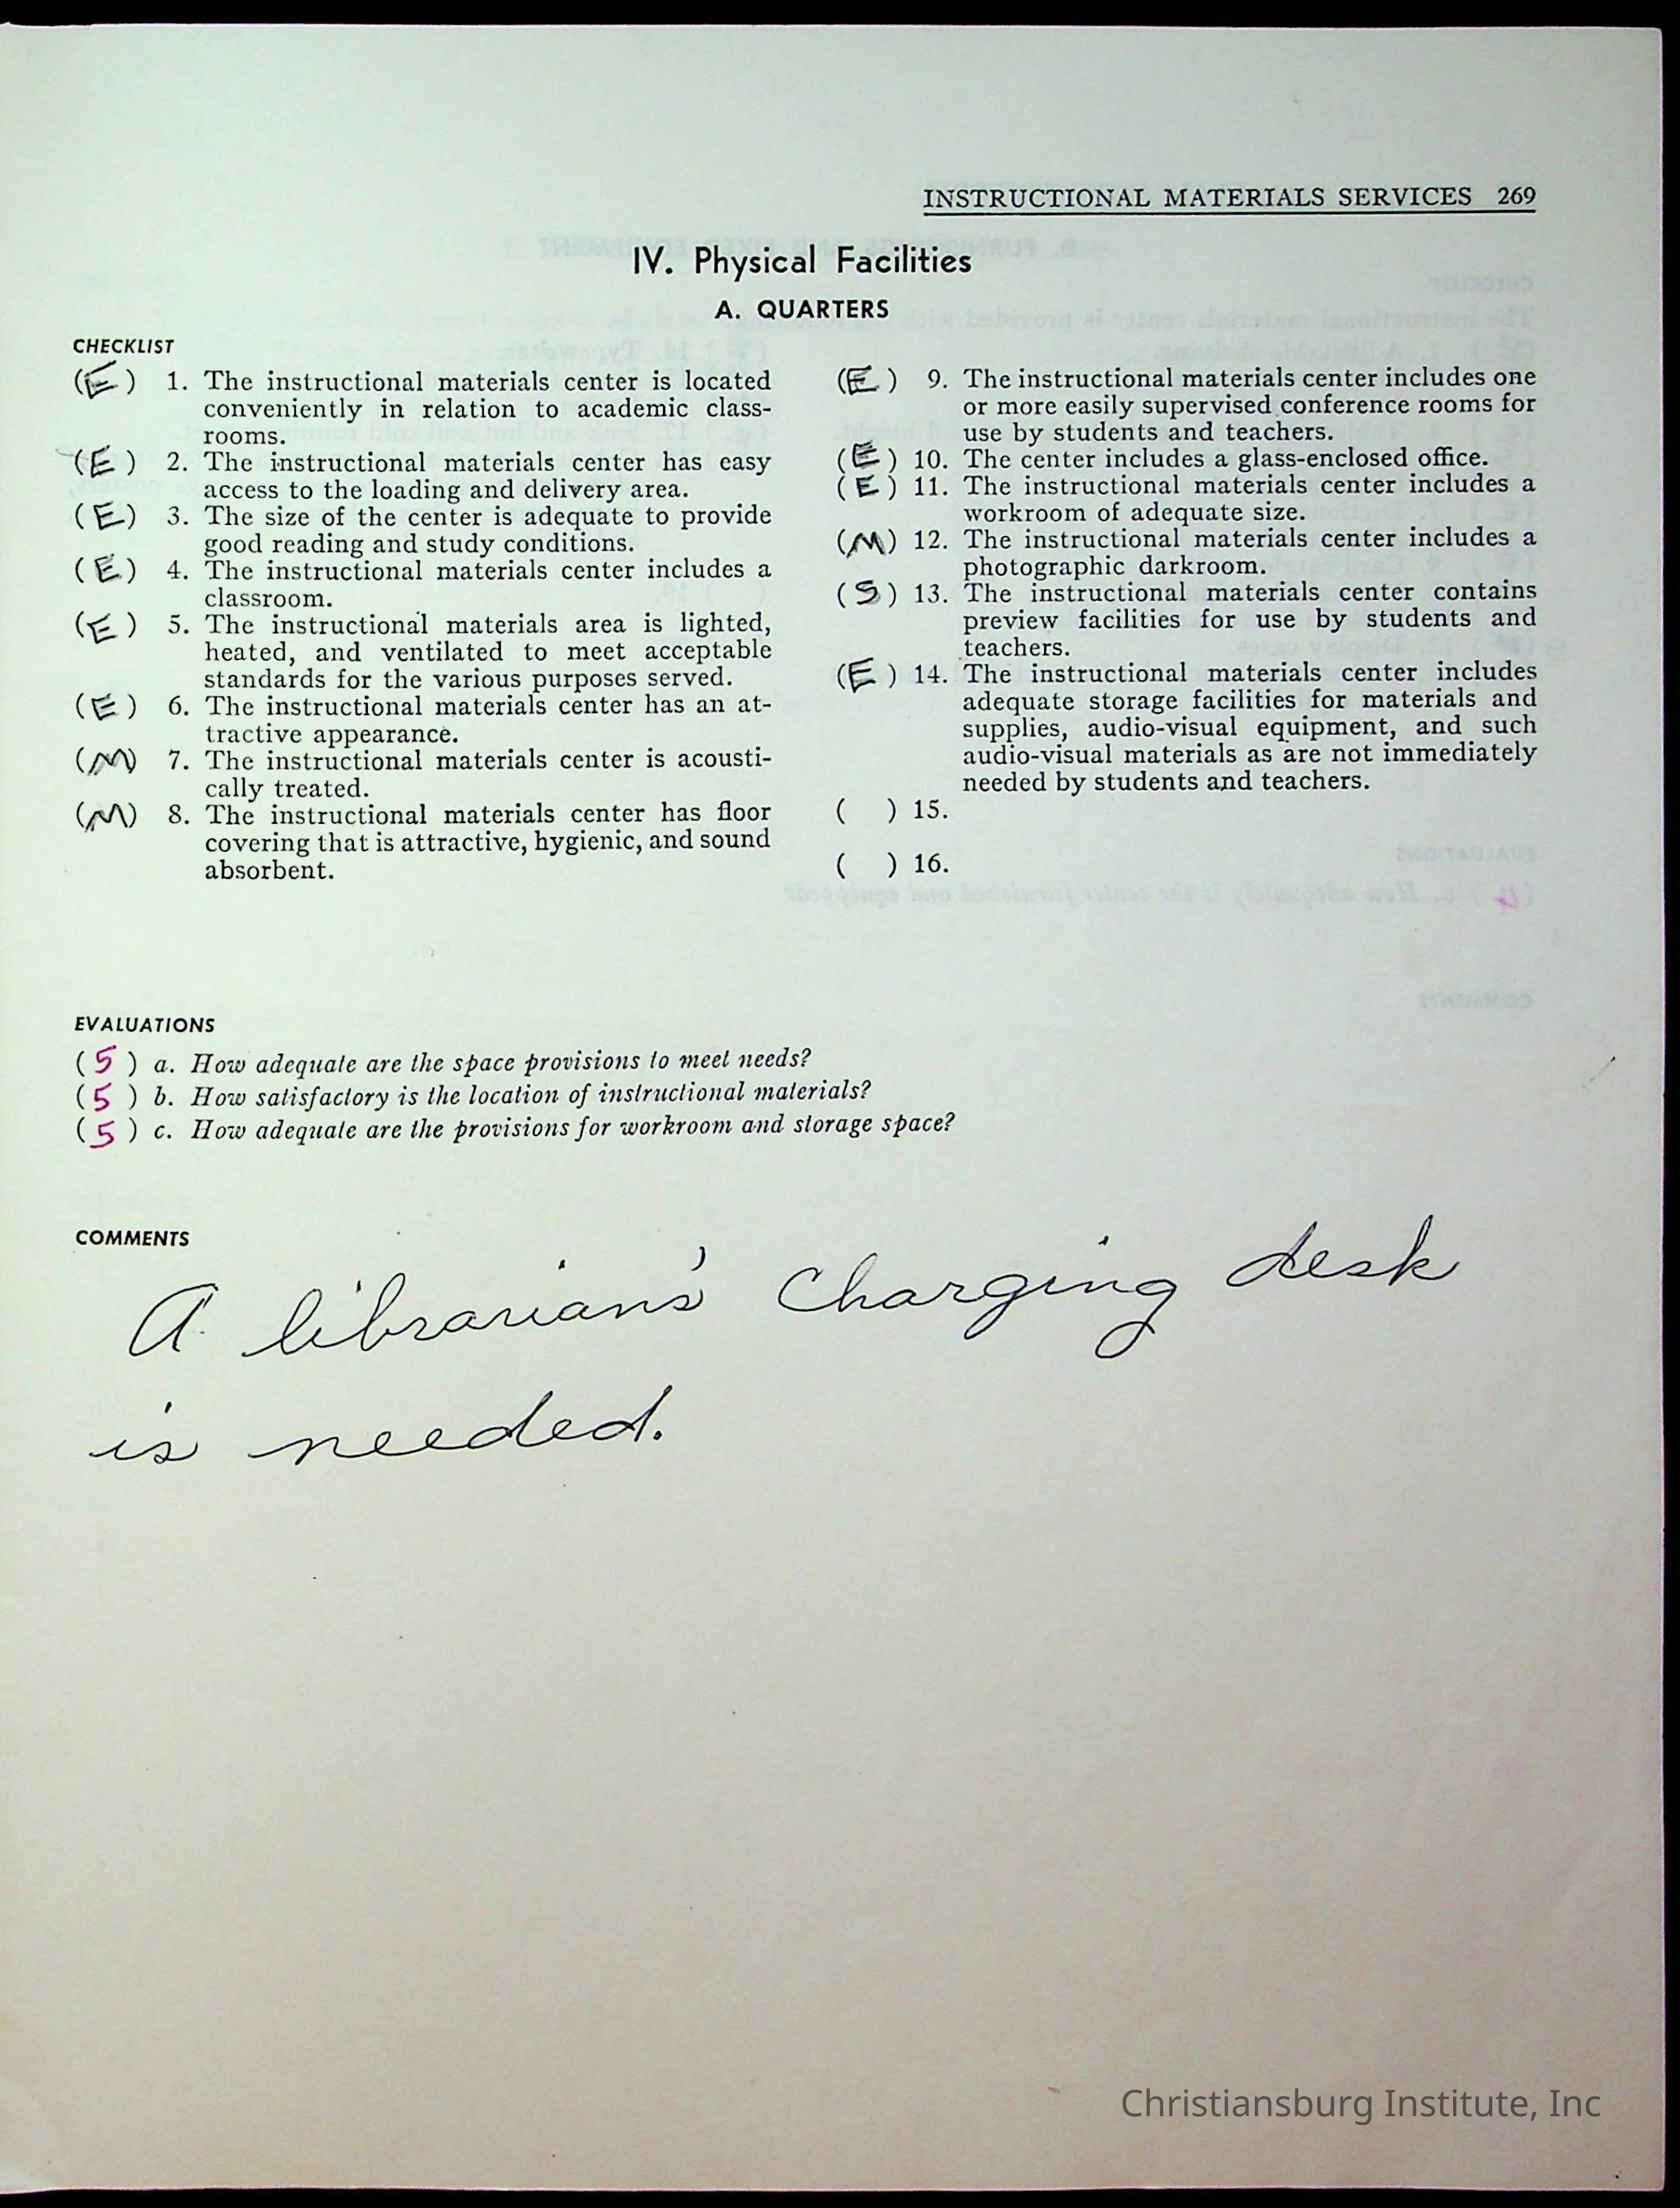 INSTRUCTIONAL MATERIALS SERVICES 269
IV. Physical Facilities
A. QUARTERS
CHECKLIST
(E) 1. The instructional materials center is located
conveniently in relation to academic class-
rooms.
(E) 2. The instructional materials center has easy
access to the loading and delivery area.
(E) 3. The size of the center is adequate to provide
good reading and study conditions.
(E) 4. The instructional materials center includes a
classroom.
(E) 5. The instructional materials area is lighted,
heated, and ventilated to meet acceptable
standards for the various purposes served.
(E) 6. The instructional materials center has an at-
tractive appearance.
(M) 7. The instructional materials center is acousti-
cally treated.
(M) 8. The instructional materials center has floor
covering that is attractive, hygienic, and sound
absorbent.
(E) 9. The instructional materials center includes one
or more easily supervised conference rooms for
use by students and teachers.
(E) 10. The center includes a glass-enclosed office.
(E) 11. The instructional materials center includes a
workroom of adequate size.
(M) 12. The instructional materials center includes a
photographic darkroom.
(S) 13. The instructional materials center contains
preview facilities for use by students and
teachers.
(E) 14. The instructional materials center includes
adequate storage facilities for materials and
supplies, audio-visual equipment, and such
audio-visual materials as are not immediately
needed by students and teachers.
( ) 15.
( ) 16.
EVALUATIONS
(5) a. How adequate are the space provisions to meet needs?
(5) b. How satisfactory is the location of instructional materials?
(5) c. How adequate are the provisions for workroom and storage space?
COMMENTS
A librarians' charging desk
is needed.
Christiansburg Institute, Inc